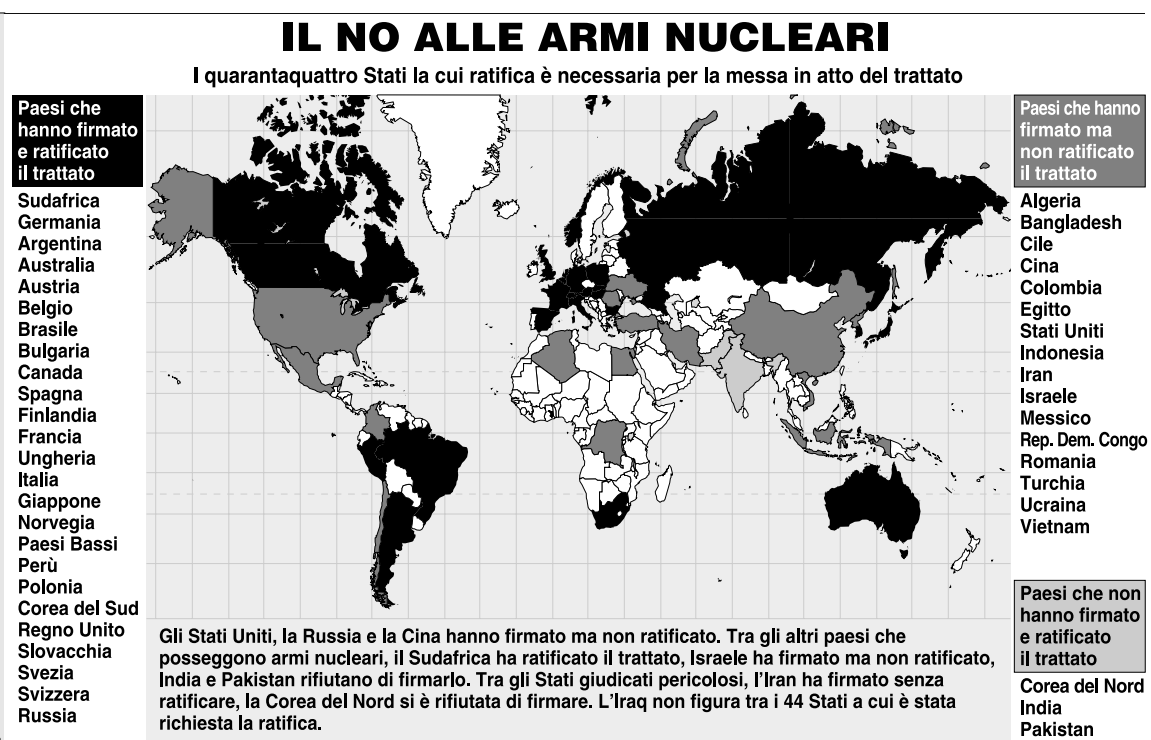 IL NO ALLE ARMI NUCLEARI
I quarantaquattro Stati la cui ratifica è necessaria per la messa in atto del trattato
Paesi che
hanno firmato
e ratificato
il trattato
Sudafrica
Germania
Argentina
Australia
Austria
Belgio
Brasile
Bulgaria
Canada
Spagna
Finlandia
Francia
Ungheria
Italia
Giappone
Norvegia
Paesi Bassi
Perù
Polonia
Corea del Sud
Regno Unito
Slovacchia
Svezia
Svizzera
Russia
Paesi che hanno
firmato ma
non ratificato
il trattato
Algeria
Bangladesh
Cile
Cina
Colombia
Egitto
Stati Uniti
Indonesia
Iran
Israele
Messico
Rep. Dem. Congo
Romania
Turchia
Ucraina
Vietnam
Paesi che non
hanno firmato
e ratificato
il trattato
Corea del Nord
India
Pakistan
Gli Stati Uniti, la Russia e la Cina hanno firmato ma non ratificato. Tra gli altri paesi che
posseggono armi nucleari, il Sudafrica ha ratificato il trattato, Israele ha firmato ma non ratificato,
India e Pakistan rifiutano di firmarlo. Tra gli Stati giudicati pericolosi, l'Iran ha firmato senza
ratificare, la Corea del Nord si è rifiutata di firmare. L'Iraq non figura tra i 44 Stati a cui è stata
richiesta la ratifica.